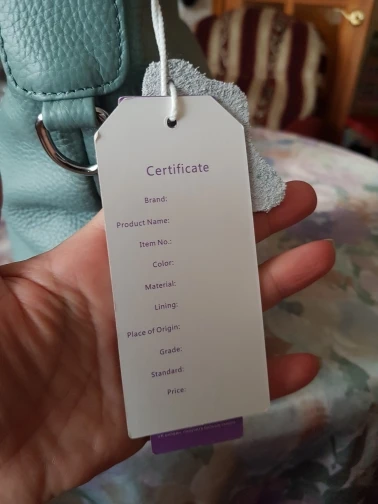 Certificate
Brand:
Product Name:
Item No.:
Color:
Material:
Lining:
Place of Origin:
Grade:
Standard:
Price: